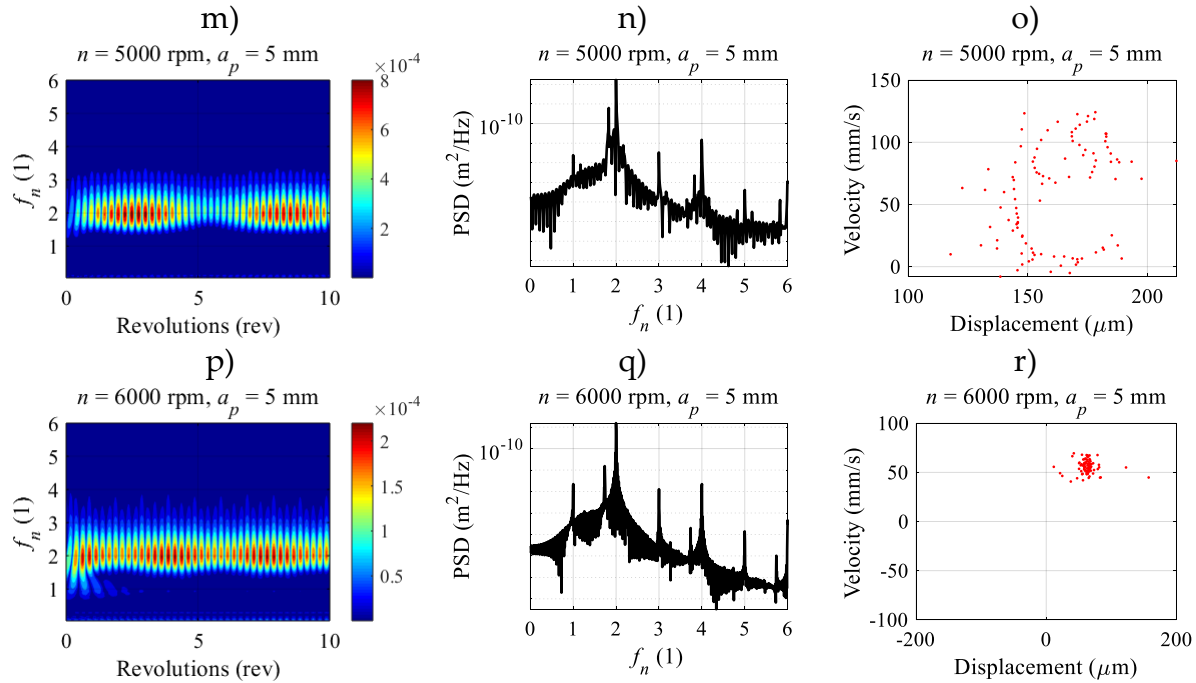 m)
n = 5000 rpm, a_p = 5 mm
×10⁻⁴
6
5
4
3
2
1
f_n (1)
0 5 10
Revolutions (rev)
8
6
4
2
n)
n = 5000 rpm, a_p = 5 mm
10⁻¹⁰
PSD (m²/Hz)
0 1 2 3 4 5 6
f_n (1)
o)
n = 5000 rpm, a_p = 5 mm
150
100
50
0
Velocity (mm/s)
100 150 200
Displacement (μm)
p)
n = 6000 rpm, a_p = 5 mm
×10⁻⁴
6
5
4
3
2
1
f_n (1)
0 5 10
Revolutions (rev)
2
1.5
1
0.5
q)
n = 6000 rpm, a_p = 5 mm
10⁻¹⁰
PSD (m²/Hz)
0 1 2 3 4 5 6
f_n (1)
r)
n = 6000 rpm, a_p = 5 mm
100
50
0
-50
-100
Velocity (mm/s)
-200 0 200
Displacement (μm)